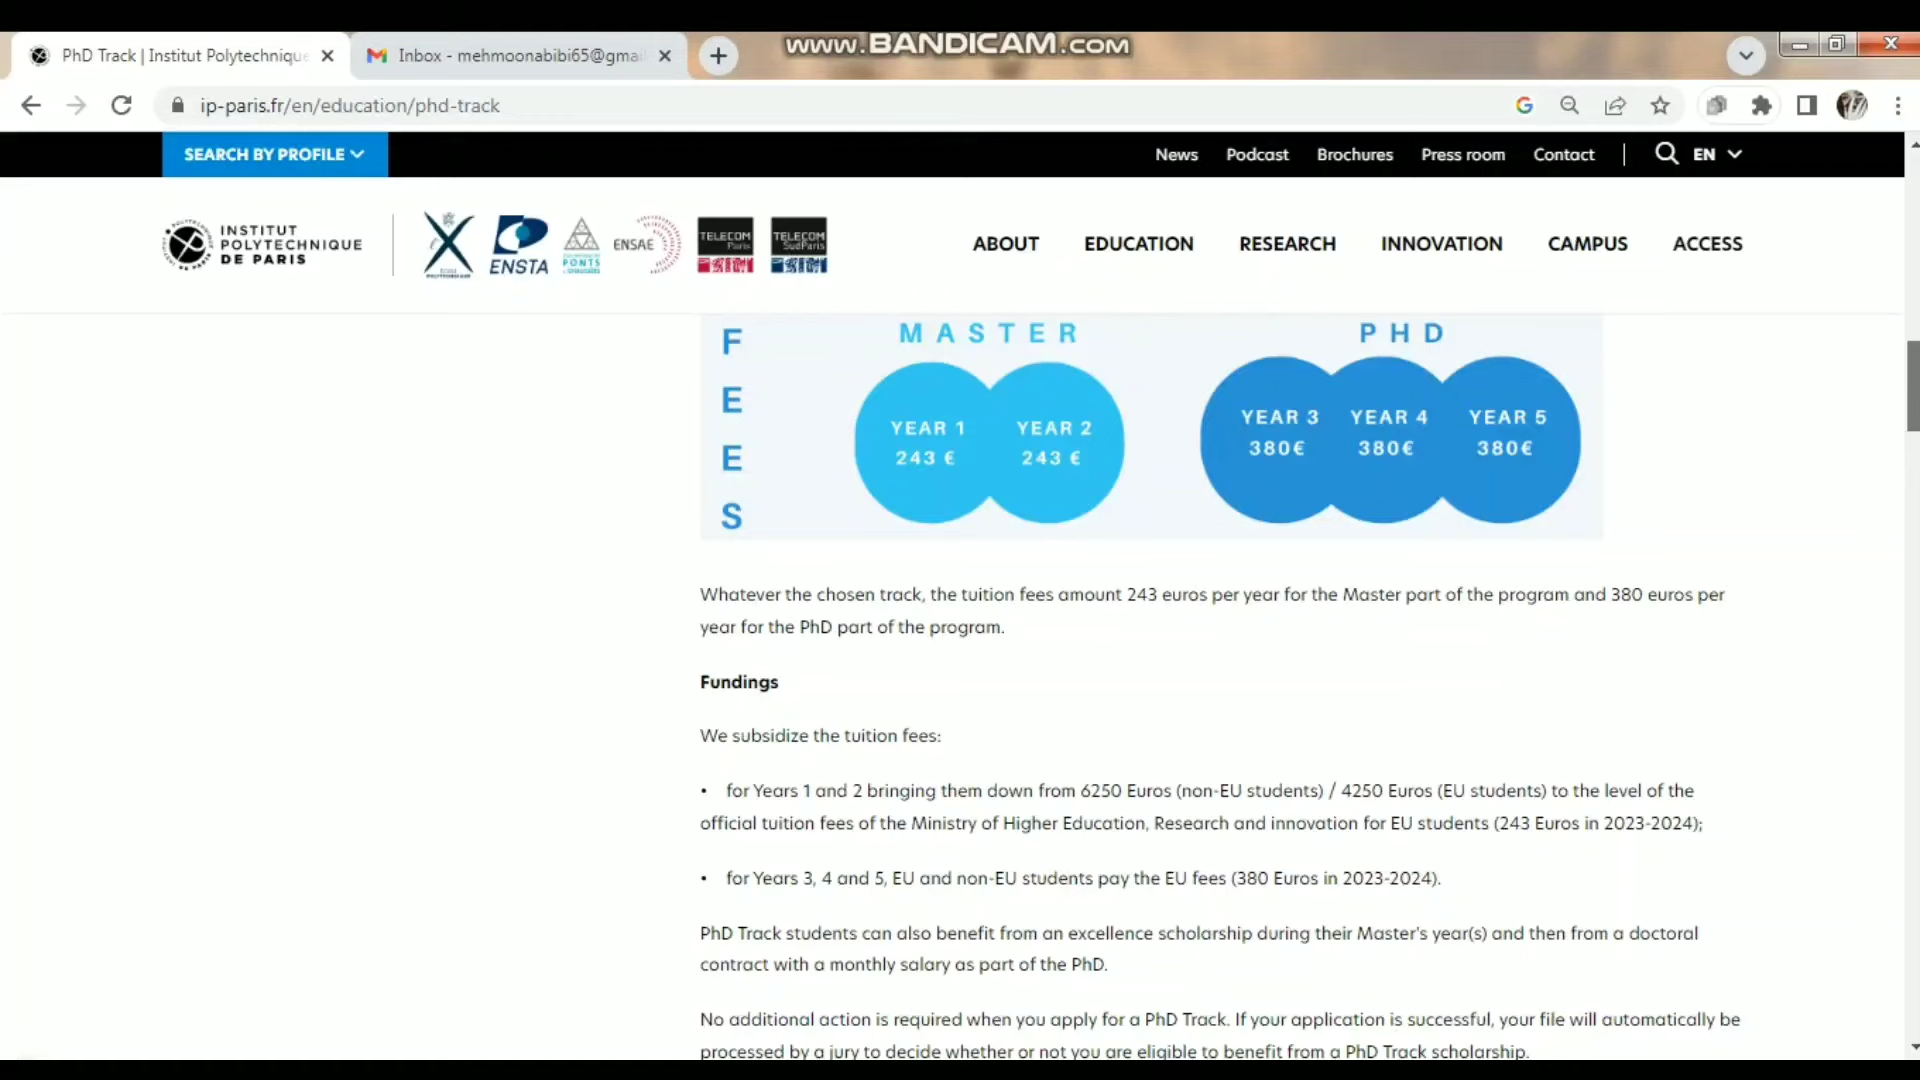 PhD Track | Institut Polytechnique
Inbox - mehmoonabibi65@gmai
www.BANDICAM.com
ip-paris.fr/en/education/phd-track
SEARCH BY PROFILE
News
Podcast
Brochures
Press room
Contact
EN
INSTITUT
POLYTECHNIQUE
DE PARIS
ENSTA
PONTS
ENSAE
TELECOM
Paris
TELECOM
SudParis
ABOUT
EDUCATION
RESEARCH
INNOVATION
CAMPUS
ACCESS
FEES
MASTER
PHD
YEAR 1
243 €
YEAR 2
243 €
YEAR 3
380€
YEAR 4
380€
YEAR 5
380€
Whatever the chosen track, the tuition fees amount 243 euros per year for the Master part of the program and 380 euros per
year for the PhD part of the program.
Fundings
We subsidize the tuition fees:
• for Years 1 and 2 bringing them down from 6250 Euros (non-EU students) / 4250 Euros (EU students) to the level of the
official tuition fees of the Ministry of Higher Education, Research and innovation for EU students (243 Euros in 2023-2024);
• for Years 3, 4 and 5, EU and non-EU students pay the EU fees (380 Euros in 2023-2024).
PhD Track students can also benefit from an excellence scholarship during their Master's year(s) and then from a doctoral
contract with a monthly salary as part of the PhD.
No additional action is required when you apply for a PhD Track. If your application is successful, your file will automatically be
processed by a jury to decide whether or not you are eligible to benefit from a PhD Track scholarship.